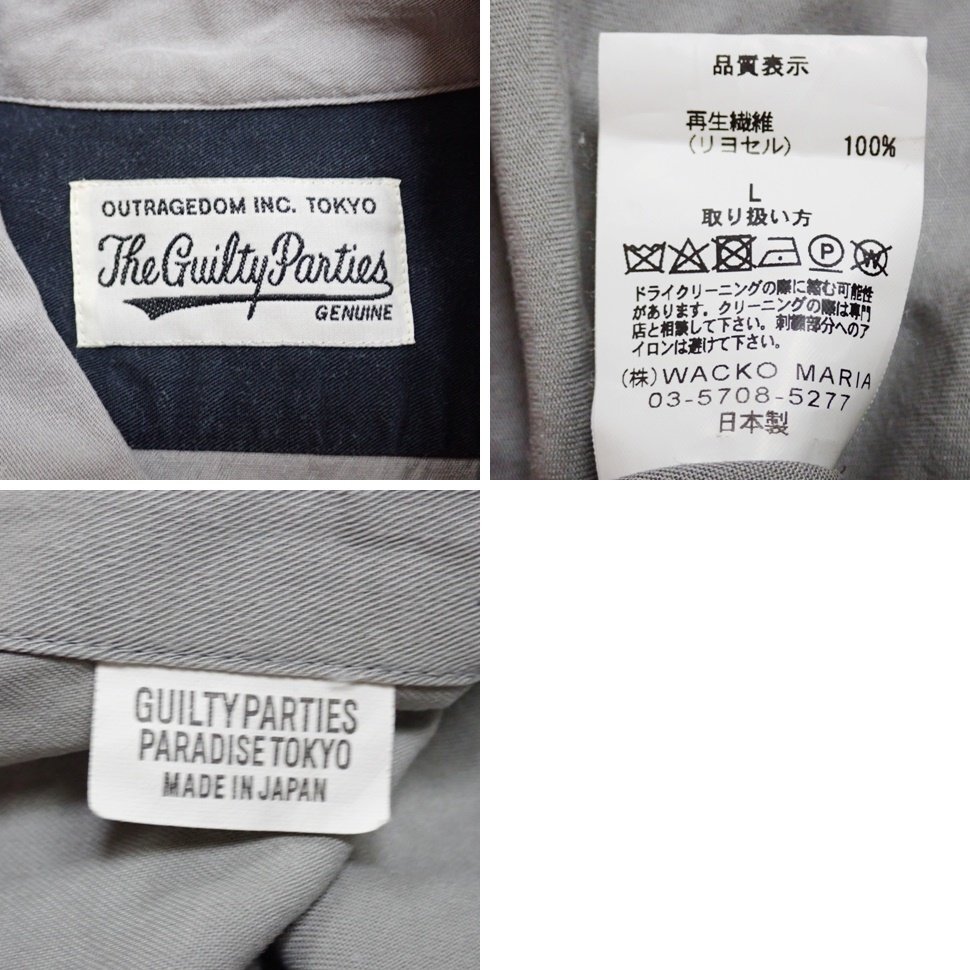 OUTRAGEDOM INC. TOKYO
The Guilty Parties
GENUINE
品質表示
再生繊維
(リヨセル) 100%
L
取り扱い方
P
W
ドライクリーニングの際に縮む可能性
があります。クリーニングの際は専門
店と相談して下さい。刺繍部分へのア
イロンは避けて下さい。
(株)WACKO MARIA
03-5708-5277
日本製
GUILTYPARTIES
PARADISE TOKYO
MADE IN JAPAN